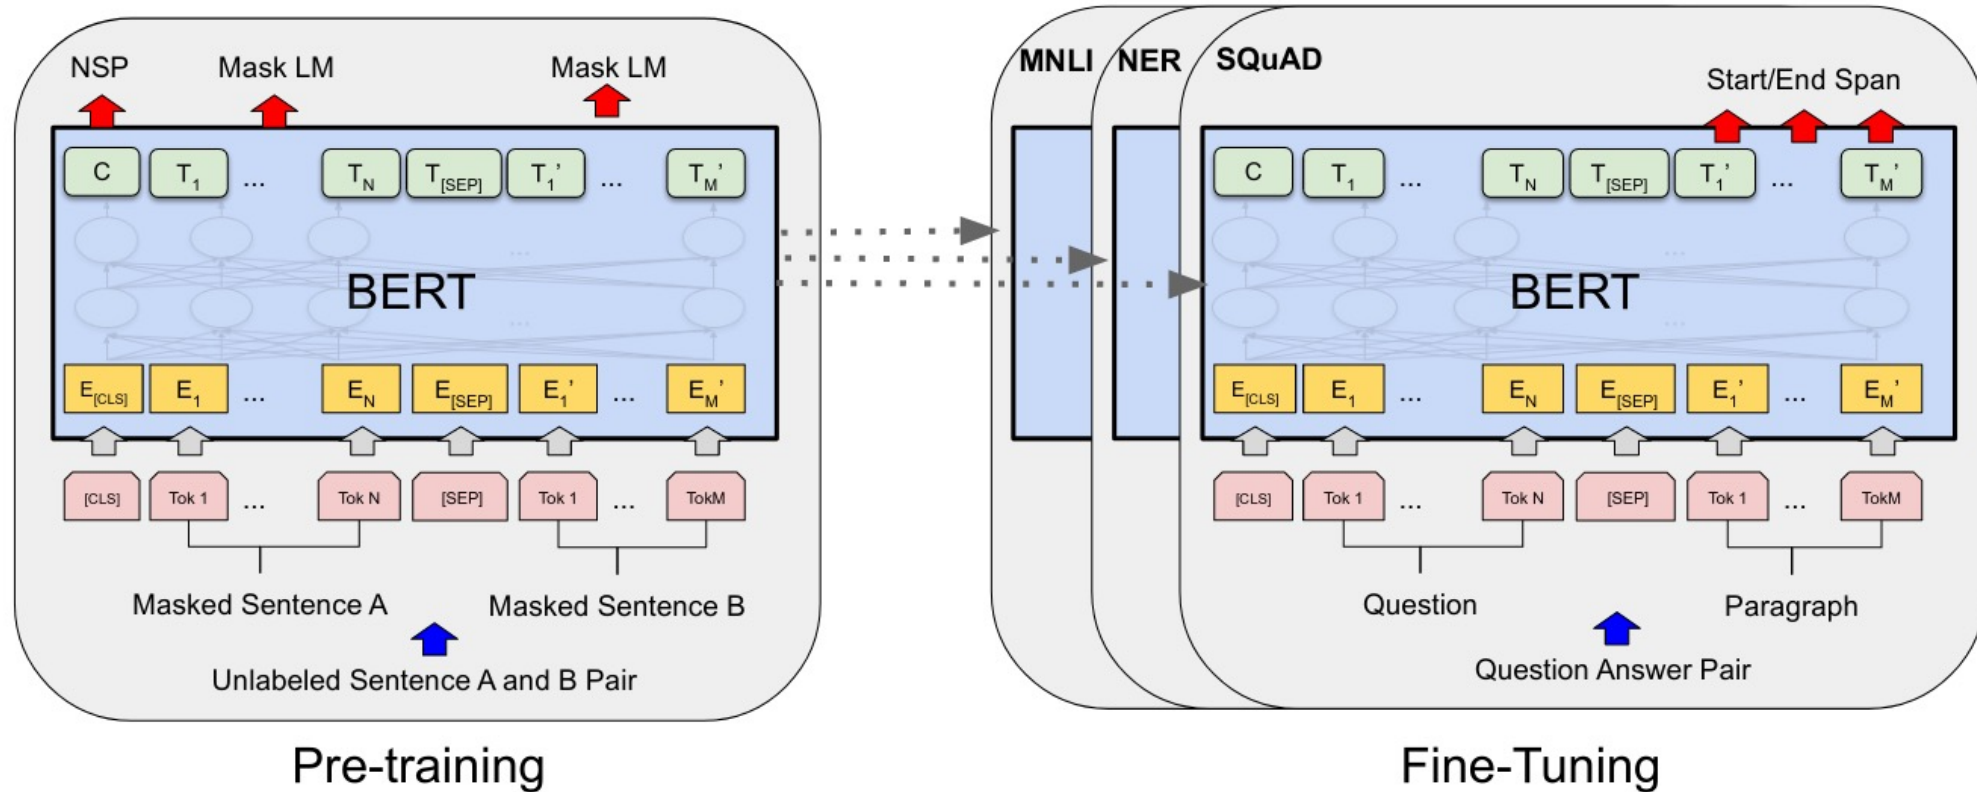 NSP Mask LM Mask LM
C T1 ... TN T[SEP] T1’ ... TM’
...
BERT
...
E[CLS] E1 ... EN E[SEP] E1’ ... EM’
[CLS] Tok 1 ... Tok N [SEP] Tok 1 ... TokM
Masked Sentence A Masked Sentence B
Unlabeled Sentence A and B Pair
Pre-training
MNLI NER SQuAD
Start/End Span
C T1 ... TN T[SEP] T1’ ... TM’
...
BERT
...
E[CLS] E1 ... EN E[SEP] E1’ ... EM’
[CLS] Tok 1 ... Tok N [SEP] Tok 1 ... TokM
Question Paragraph
Question Answer Pair
Fine-Tuning